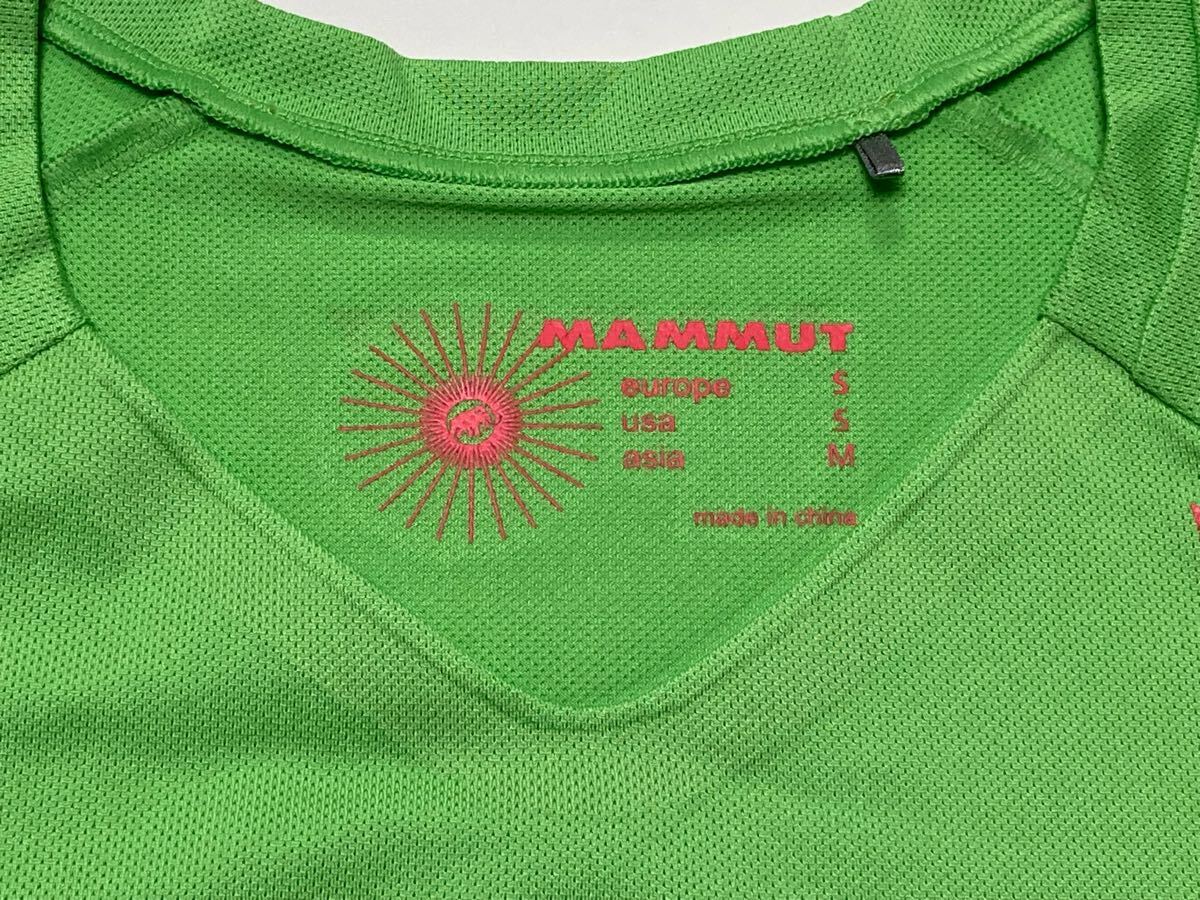 MAMMUT
europe S
usa S
asia M
made in china